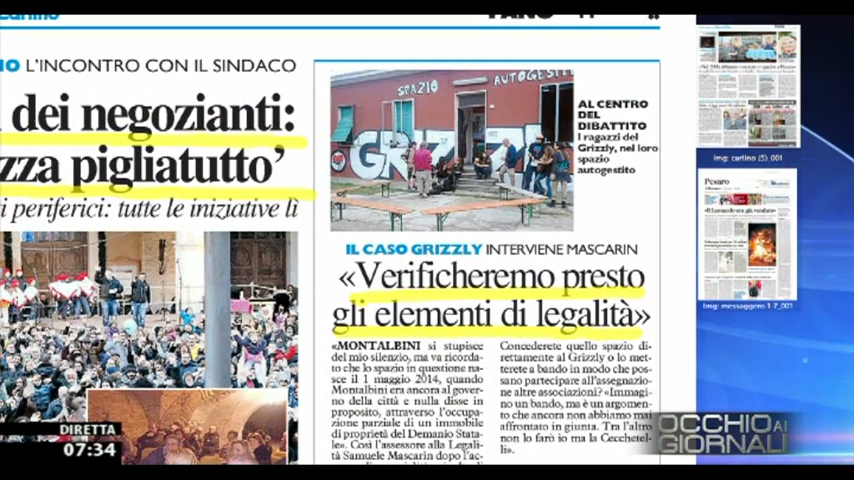 carlino
FANO
L'INCONTRO CON IL SINDACO
dei negozianti:
zza pigliatutto'
i periferici: tutte le iniziative lì
SPAZIO AUTOGESTI
GRIZZLY
AL CENTRO
DEL
DIBATTITO
I ragazzi del
Grizzly, nel loro
spazio
autogestito
IL CASO GRIZZLY INTERVIENE MASCARIN
«Verificheremo presto
gli elementi di legalità»
«MONTALBINI si stupisce
del mio silenzio, ma va ricorda-
to che lo spazio in questione na-
sce il 1 maggio 2014, quando
Montalbini era ancora al gover-
no della città e nulla disse in
proposito, attraverso l'occupa-
zione parziale di un immobile
di proprietà del Demanio Stata-
le». Così l'assessore alla Legali-
tà Samuele Mascarin dopo l'ac-
Concederete quello spazio di-
rettamente al Grizzly o lo met-
terete a bando in modo che pos-
sano partecipare all'assegnazio-
ne altre associazioni? «Immagi-
no un bando, ma è un argomen-
to che ancora non abbiamo mai
affrontato in giunta. Tra l'altro
non lo farò io ma la Cecchetel-
li».
img: carlino (5)_001
Pesaro
img: messaggero 1-7_001
DIRETTA
07:34
OCCHIO AI
GIORNALI